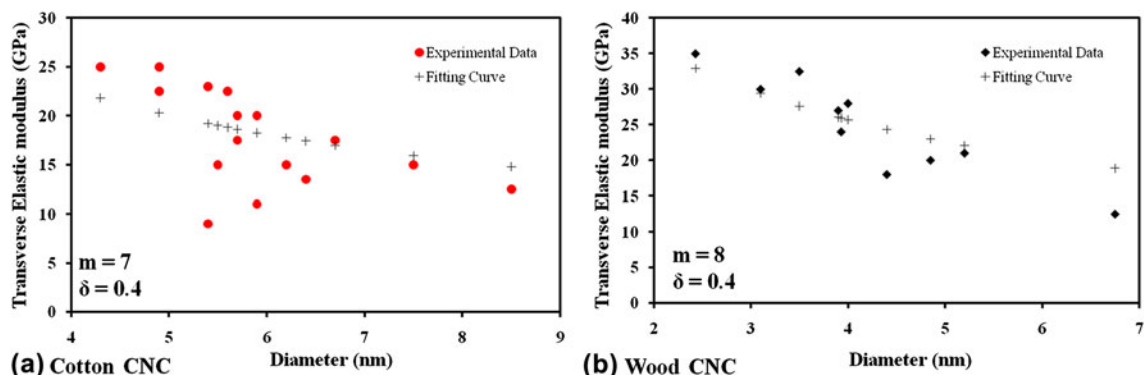 Transverse Elastic modulus (GPa)
30
25
20
15
10
5
0
Experimental Data
Fitting Curve
m = 7
δ = 0.4
4
5
6
7
8
9
(a) Cotton CNC
Diameter (nm)
Transverse Elastic modulus (GPa)
40
35
30
25
20
15
10
5
0
Experimental Data
Fitting Curve
m = 8
δ = 0.4
2
3
4
5
6
7
(b) Wood CNC
Diameter (nm)